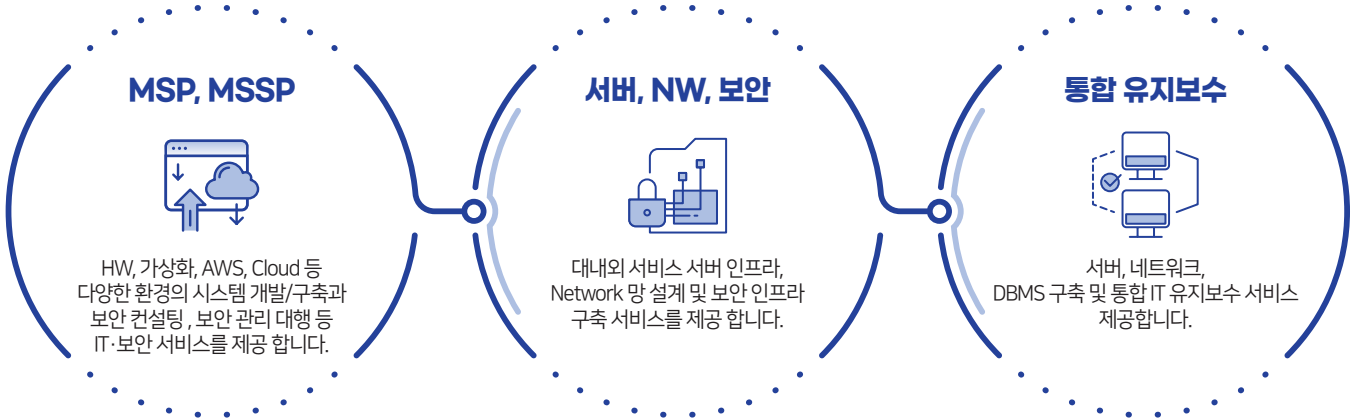 MSP, MSSP
HW, 가상화, AWS, Cloud 등
다양한 환경의 시스템 개발/구축과
보안 컨설팅 , 보안 관리 대행 등
IT·보안 서비스를 제공 합니다.
서버, NW, 보안
대내외 서비스 서버 인프라,
Network 망 설계 및 보안 인프라
구축 서비스를 제공 합니다.
통합 유지보수
서버, 네트워크,
DBMS 구축 및 통합 IT 유지보수 서비스
제공합니다.